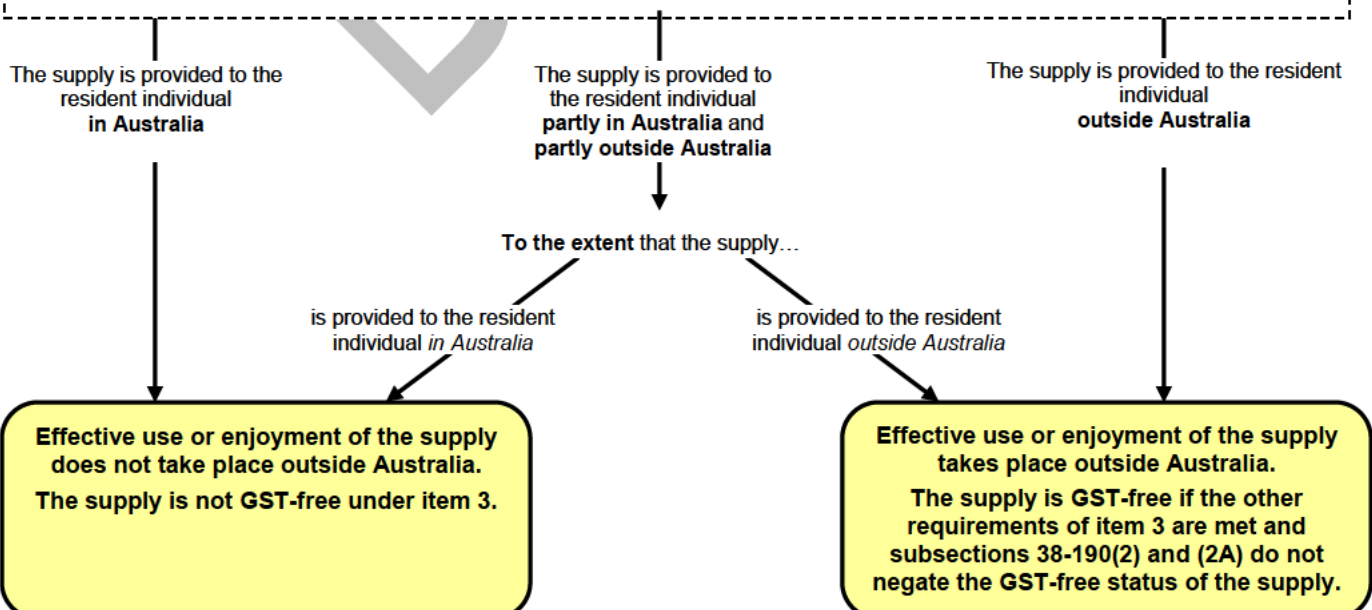 The supply is provided to the
resident individual
in Australia
The supply is provided to
the resident individual
partly in Australia and
partly outside Australia
The supply is provided to the resident
individual
outside Australia
To the extent that the supply…
is provided to the resident
individual in Australia
is provided to the resident
individual outside Australia
Effective use or enjoyment of the supply
does not take place outside Australia.
The supply is not GST-free under item 3.
Effective use or enjoyment of the supply
takes place outside Australia.
The supply is GST-free if the other
requirements of item 3 are met and
subsections 38-190(2) and (2A) do not
negate the GST-free status of the supply.